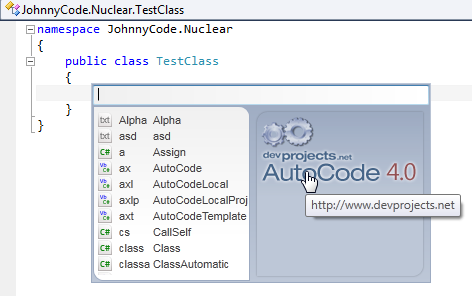 JohnnyCode.Nuclear.TestClass
namespace JohnnyCode.Nuclear
{
public class TestClass
{
}
}
txt Alpha Alpha
txt asd asd
C# a Assign
Vb C# ax AutoCode
Vb C# axl AutoCodeLocal
Vb C# axlp AutoCodeLocalProj
Vb C# axt AutoCodeTemplate
C# cs CallSelf
C# class Class
C# classa ClassAutomatic
devprojects.net
AutoCode 4.0
http://www.devprojects.net